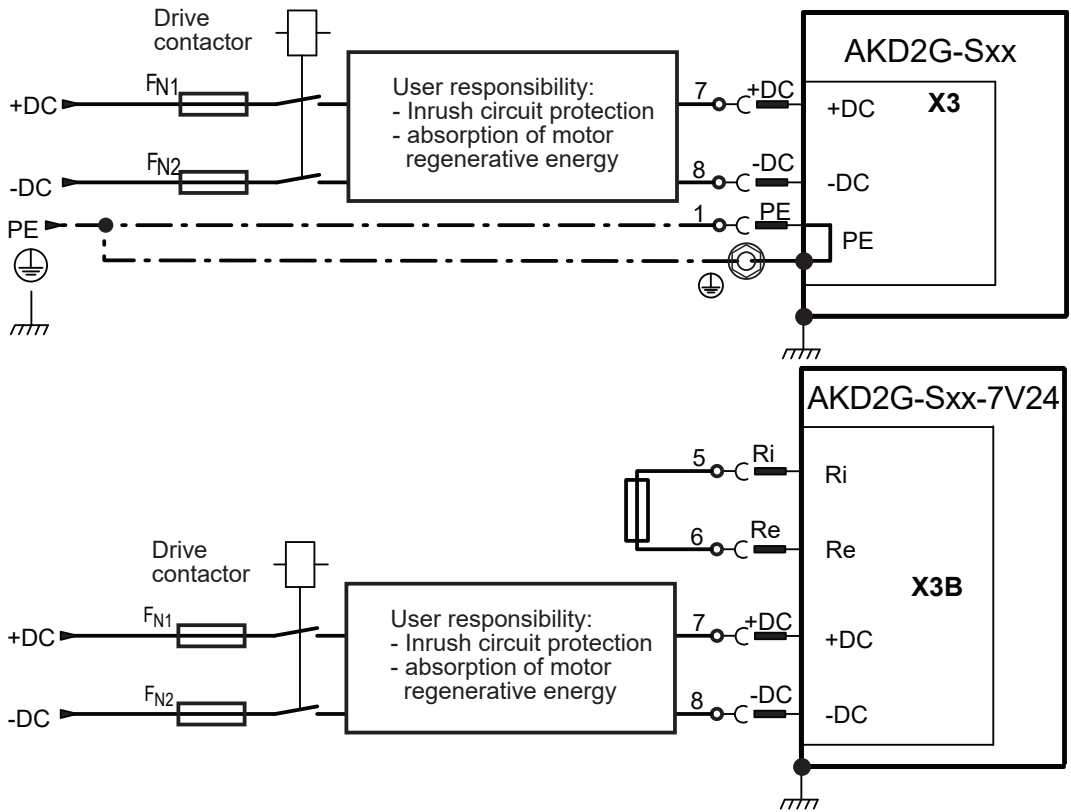 Drive
contactor
AKD2G-Sxx
FN1
User responsibility:
- Inrush circuit protection
- absorption of motor
regenerative energy
+DC
7
+DC
+DC
X3
FN2
-DC
8
-DC
-DC
PE
1
PE
PE
AKD2G-Sxx-7V24
5
Ri
Ri
6
Re
Re
Drive
contactor
X3B
FN1
User responsibility:
- Inrush circuit protection
- absorption of motor
regenerative energy
+DC
7
+DC
+DC
FN2
-DC
8
-DC
-DC